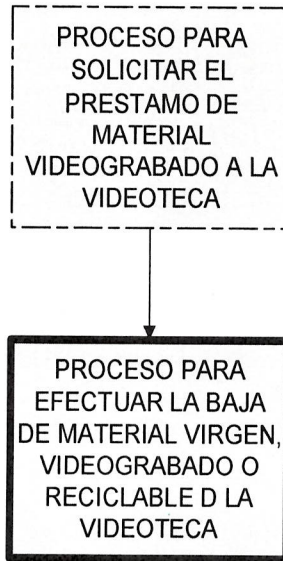 PROCESO PARA
SOLICITAR EL
PRESTAMO DE
MATERIAL
VIDEOGRABADO A LA
VIDEOTECA
PROCESO PARA
EFECTUAR LA BAJA
DE MATERIAL VIRGEN,
VIDEOGRABADO O
RECICLABLE D LA
VIDEOTECA